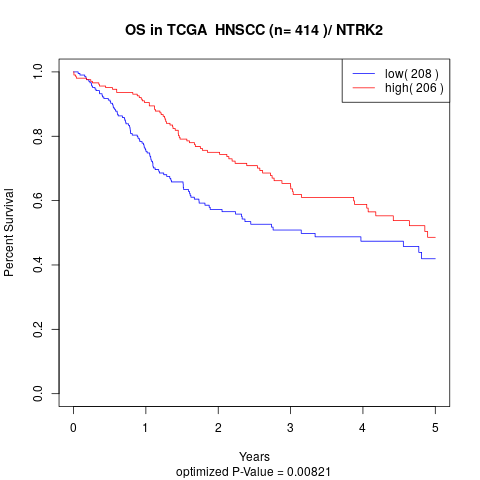 OS in TCGA HNSCC (n= 414 )/ NTRK2
low( 208 )
high( 206 )
Percent Survival
1.0
0.8
0.6
0.4
0.2
0.0
0 1 2 3 4 5
Years
optimized P-Value = 0.00821